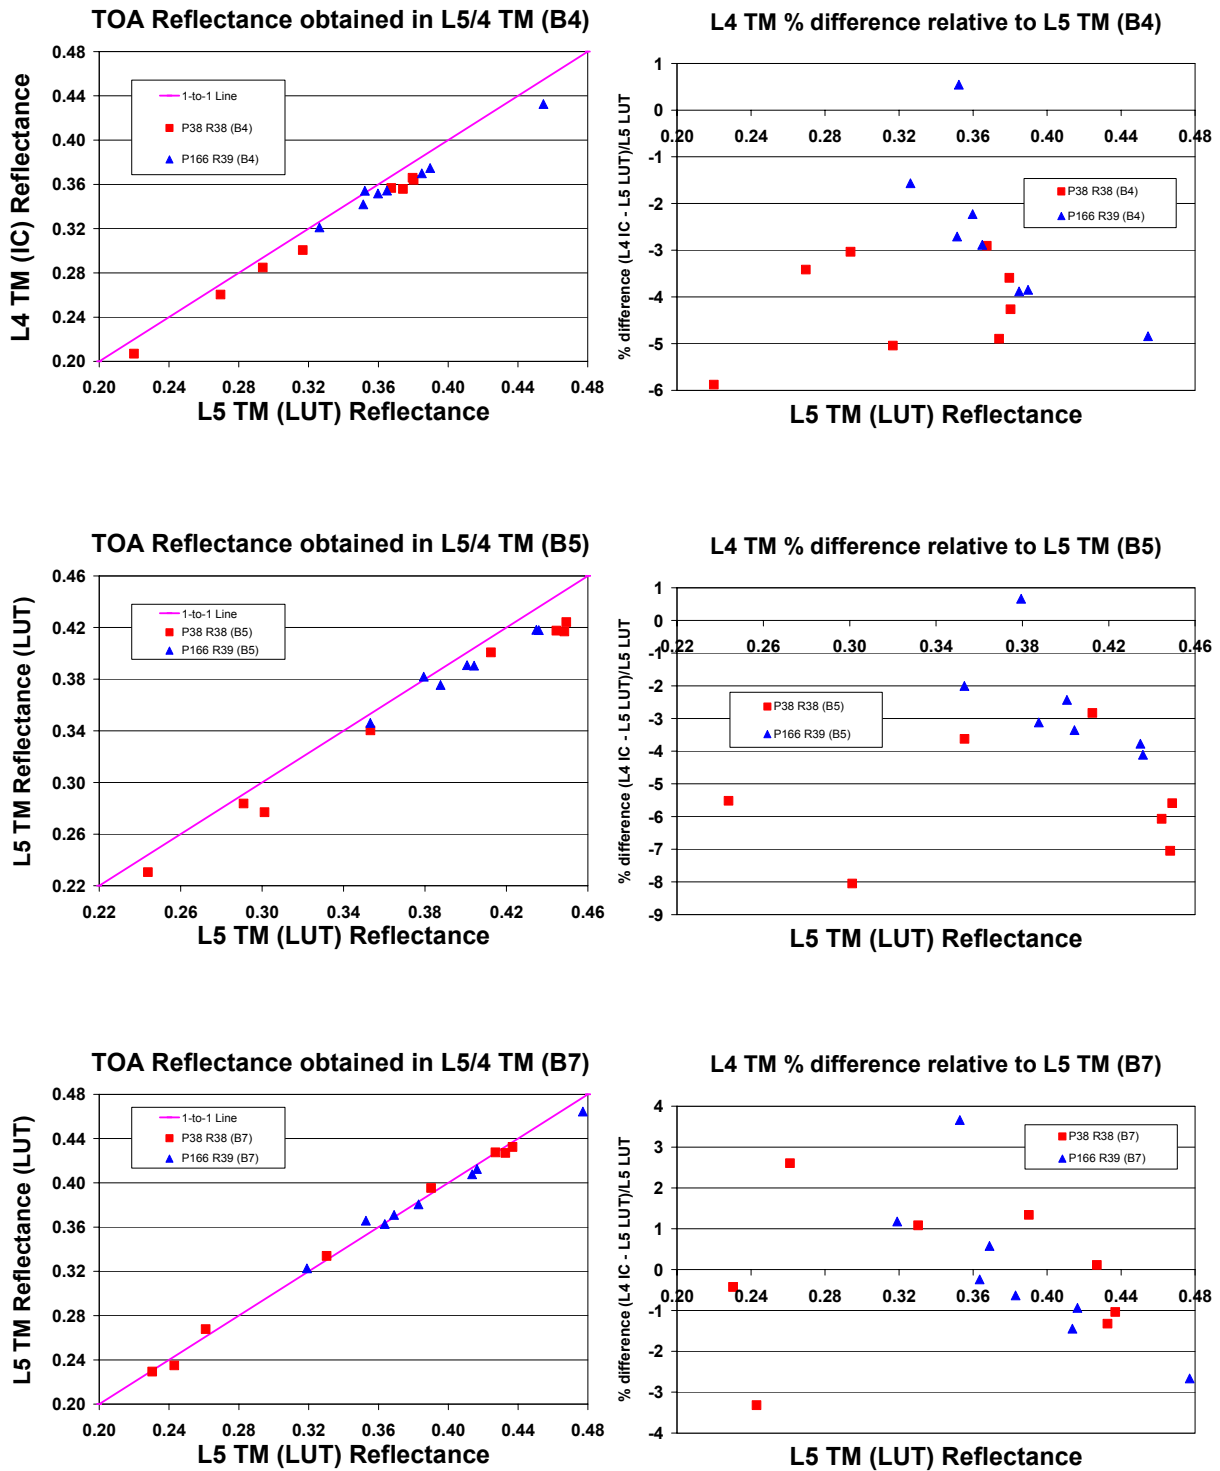 TOA Reflectance obtained in L5/4 TM (B4)
L4 TM (IC) Reflectance
0.48
0.44
0.40
0.36
0.32
0.28
0.24
0.20
1-to-1 Line
P38 R38 (B4)
P166 R39 (B4)
0.20 0.24 0.28 0.32 0.36 0.40 0.44 0.48
L5 TM (LUT) Reflectance
L4 TM % difference relative to L5 TM (B4)
% difference (L4 IC - L5 LUT)/L5 LUT
1
0
-1
-2
-3
-4
-5
-6
0.20 0.24 0.28 0.32 0.36 0.40 0.44 0.48
P38 R38 (B4)
P166 R39 (B4)
L5 TM (LUT) Reflectance
TOA Reflectance obtained in L5/4 TM (B5)
L5 TM Reflectance (LUT)
0.46
0.42
0.38
0.34
0.30
0.26
0.22
1-to-1 Line
P38 R38 (B5)
P166 R39 (B5)
0.22 0.26 0.30 0.34 0.38 0.42 0.46
L5 TM (LUT) Reflectance
L4 TM % difference relative to L5 TM (B5)
% difference (L4 IC - L5 LUT)/L5 LUT
1
0
-1
-2
-3
-4
-5
-6
-7
-8
-9
0.22 0.26 0.30 0.34 0.38 0.42 0.46
P38 R38 (B5)
P166 R39 (B5)
L5 TM (LUT) Reflectance
TOA Reflectance obtained in L5/4 TM (B7)
L5 TM Reflectance (LUT)
0.48
0.44
0.40
0.36
0.32
0.28
0.24
0.20
1-to-1 Line
P38 R38 (B7)
P166 R39 (B7)
0.20 0.24 0.28 0.32 0.36 0.40 0.44 0.48
L5 TM (LUT) Reflectance
L4 TM % difference relative to L5 TM (B7)
% difference (L4 IC - L5 LUT)/L5 LUT
4
3
2
1
0
-1
-2
-3
-4
P38 R38 (B7)
P166 R39 (B7)
0.20 0.24 0.28 0.32 0.36 0.40 0.44 0.48
L5 TM (LUT) Reflectance